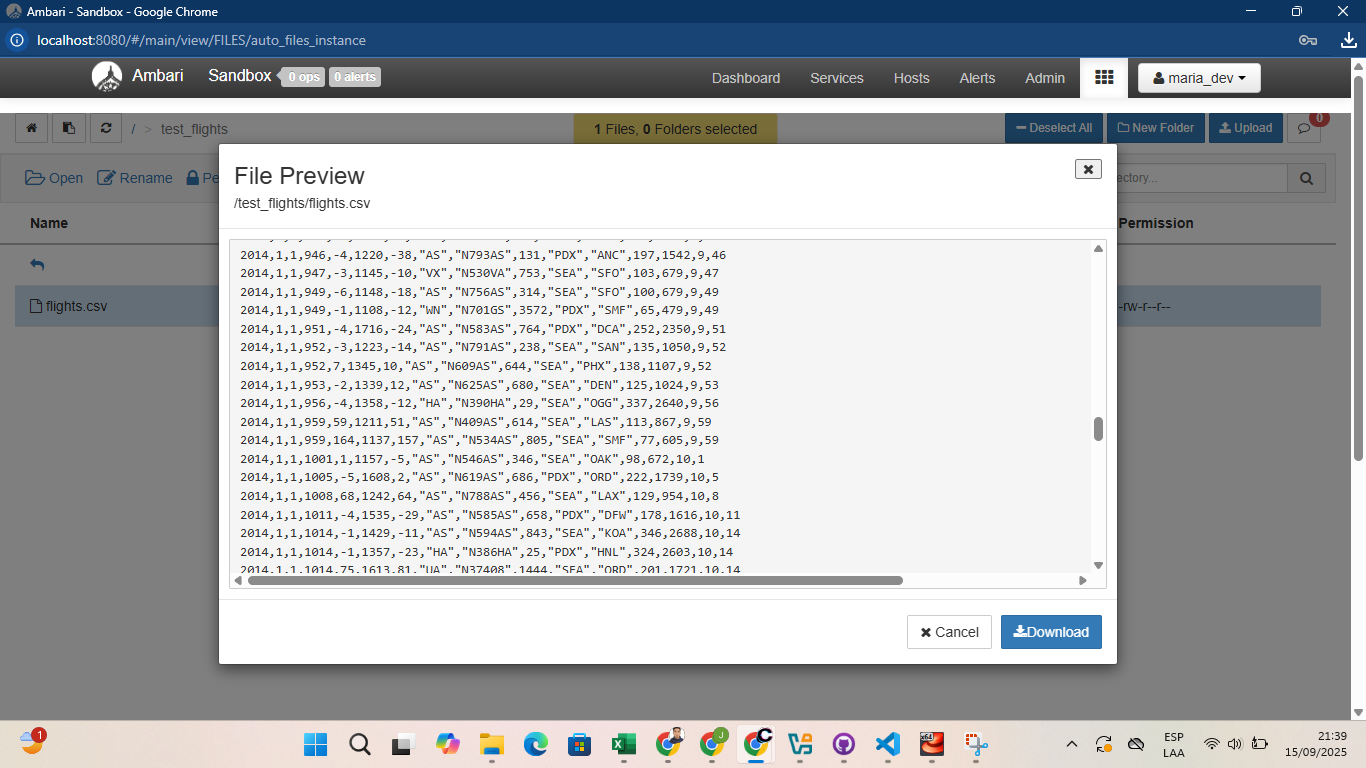 Ambari - Sandbox - Google Chrome
localhost:8080/#/main/view/FILES/auto_files_instance
Ambari Sandbox 0 ops 0 alerts Dashboard Services Hosts Alerts Admin maria_dev
/ > test_flights 1 Files, 0 Folders selected Deselect All New Folder Upload 0
Open Rename Pe ectory...
File Preview
/test_flights/flights.csv
Name Permission
2014,1,1,946,-4,1220,-38,"AS","N793AS",131,"PDX","ANC",197,1542,9,46
2014,1,1,947,-3,1145,-10,"VX","N530VA",753,"SEA","SFO",103,679,9,47
2014,1,1,949,-6,1148,-18,"AS","N756AS",314,"SEA","SFO",100,679,9,49
2014,1,1,949,-1,1108,-12,"WN","N701GS",3572,"PDX","SMF",65,479,9,49
2014,1,1,951,-4,1716,-24,"AS","N583AS",764,"PDX","DCA",252,2350,9,51
2014,1,1,952,-3,1223,-14,"AS","N791AS",238,"SEA","SAN",135,1050,9,52
2014,1,1,952,7,1345,10,"AS","N609AS",644,"SEA","PHX",138,1107,9,52
2014,1,1,953,-2,1339,12,"AS","N625AS",680,"SEA","DEN",125,1024,9,53
2014,1,1,956,-4,1358,-12,"HA","N390HA",29,"SEA","OGG",337,2640,9,56
2014,1,1,959,59,1211,51,"AS","N409AS",614,"SEA","LAS",113,867,9,59
2014,1,1,959,164,1137,157,"AS","N534AS",805,"SEA","SMF",77,605,9,59
2014,1,1,1001,1,1157,-5,"AS","N546AS",346,"SEA","OAK",98,672,10,1
2014,1,1,1005,-5,1608,2,"AS","N619AS",686,"PDX","ORD",222,1739,10,5
2014,1,1,1008,68,1242,64,"AS","N788AS",456,"SEA","LAX",129,954,10,8
2014,1,1,1011,-4,1535,-29,"AS","N585AS",658,"PDX","DFW",178,1616,10,11
2014,1,1,1014,-1,1429,-11,"AS","N594AS",843,"SEA","KOA",346,2688,10,14
2014,1,1,1014,-1,1357,-23,"HA","N386HA",25,"PDX","HNL",324,2603,10,14
2014,1,1,1014,75,1613,81,"UA","N37408",1444,"SEA","ORD",201,1721,10,14
flights.csv -rw-r--r--
Cancel Download
1 J x64 ESP 21:39
LAA 15/09/2025